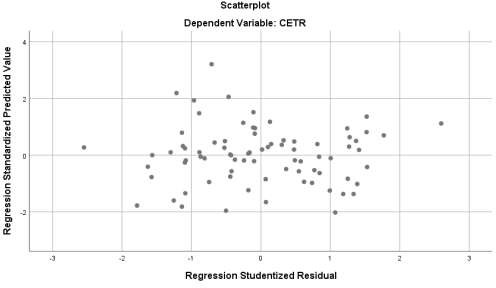 Scatterplot
Dependent Variable: CETR
Regression Standardized Predicted Value
4
2
0
-2
-3
-2
-1
0
1
2
3
Regression Studentized Residual